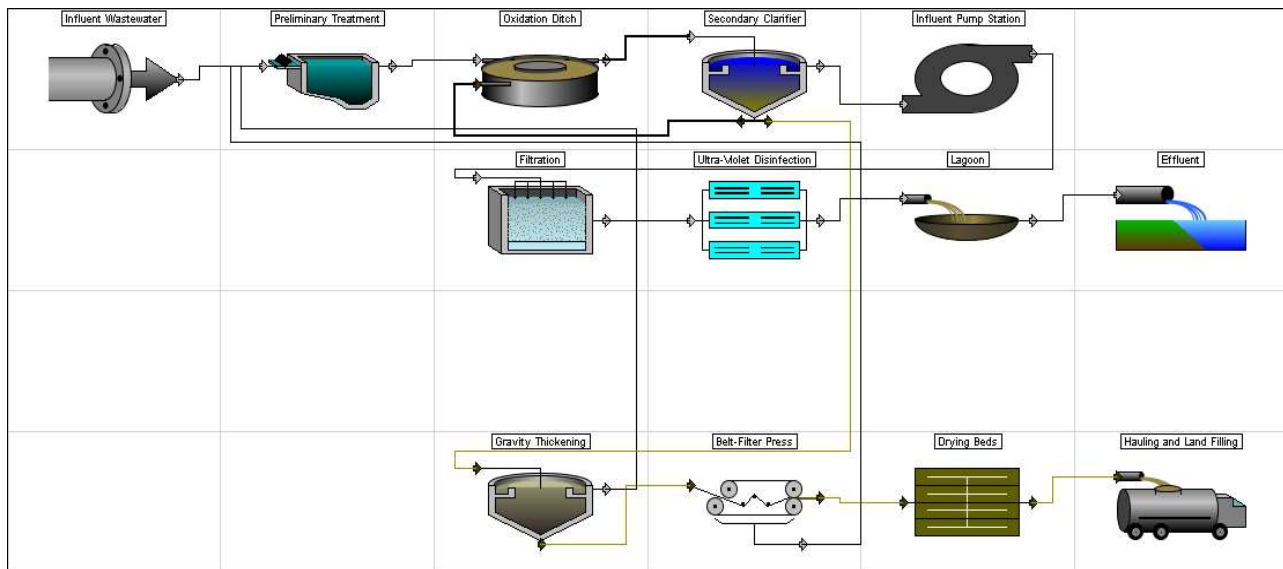 Influent Wastewater
Preliminary Treatment
Oxidation Ditch
Secondary Clarifier
Influent Pump Station
Filtration
Ultra-Violet Disinfection
Lagoon
Effluent
Gravity Thickening
Belt-Filter Press
Drying Beds
Hauling and Land Filling